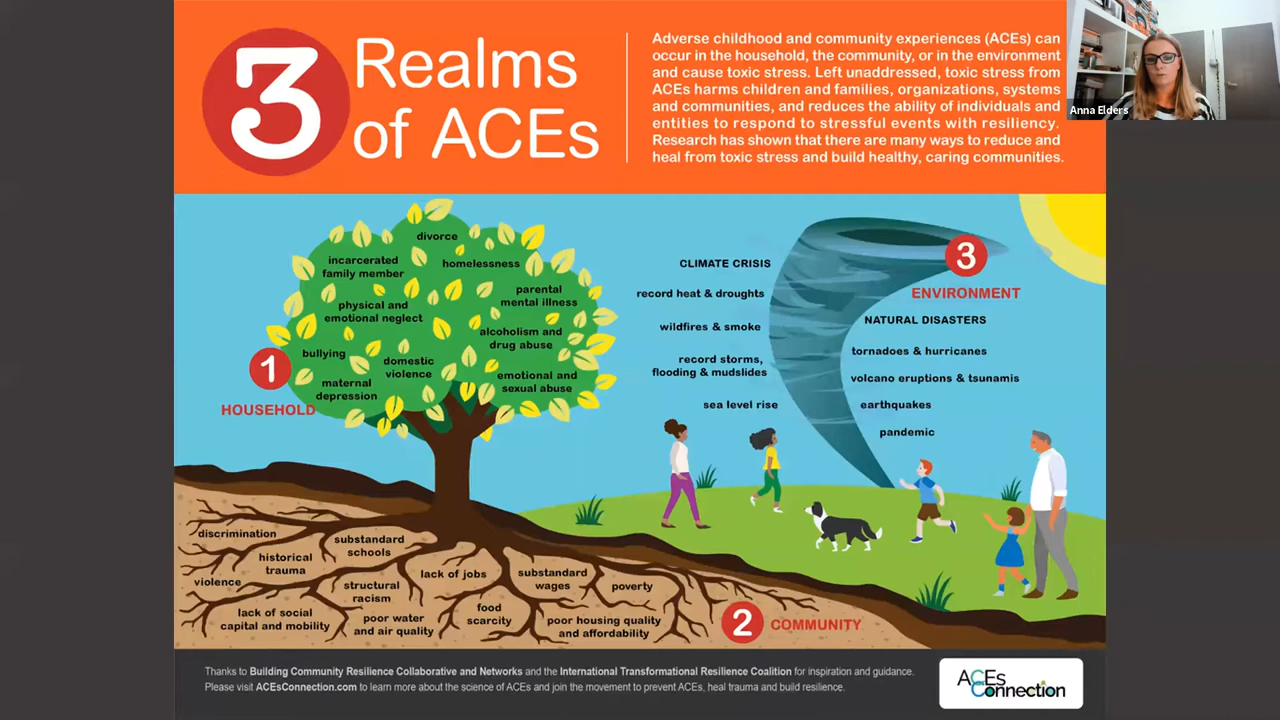 3
Realms
of ACEs
Adverse childhood and community experiences (ACEs) can
occur in the household, the community, or in the environment
and cause toxic stress. Left unaddressed, toxic stress from
ACEs harms children and families, organizations, systems
and communities, and reduces the ability of individuals and
entities to respond to stressful events with resiliency.
Research has shown that there are many ways to reduce and
heal from toxic stress and build healthy, caring communities.
Anna Elders
divorce
incarcerated
family member
homelessness
physical and
emotional neglect
parental
mental illness
alcoholism and
drug abuse
bullying
domestic
violence
maternal
depression
emotional and
sexual abuse
1
HOUSEHOLD
CLIMATE CRISIS
record heat & droughts
wildfires & smoke
record storms,
flooding & mudslides
sea level rise
3
ENVIRONMENT
NATURAL DISASTERS
tornadoes & hurricanes
volcano eruptions & tsunamis
earthquakes
pandemic
discrimination
substandard
schools
historical
trauma
violence
structural
racism
lack of jobs
substandard
wages
poverty
lack of social
capital and mobility
poor water
and air quality
food
scarcity
poor housing quality
and affordability
2
COMMUNITY
Thanks to Building Community Resilience Collaborative and Networks and the International Transformational Resilience Coalition for inspiration and guidance.
Please visit ACEsConnection.com to learn more about the science of ACEs and join the movement to prevent ACEs, heal trauma and build resilience.
ACEs
Connection